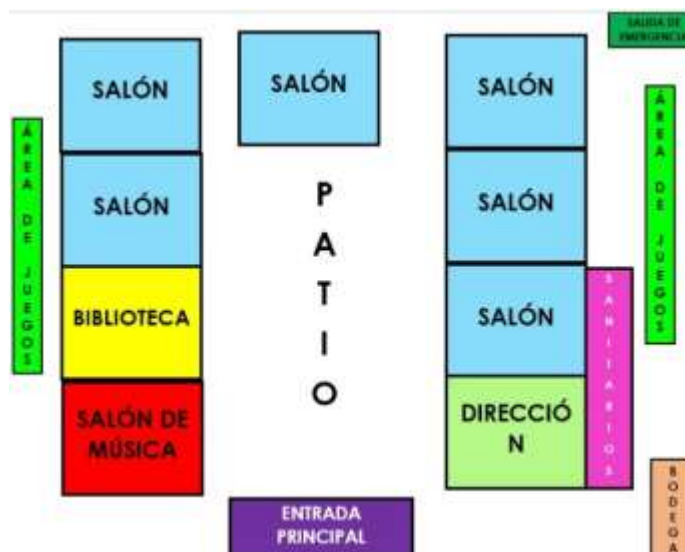 SALIDA DE
EMERGENCIA
SALÓN
SALÓN
SALÓN
ÁREA DE JUEGOS
SALÓN
PATIO
SALÓN
ÁREA DE JUEGOS
BIBLIOTECA
SALÓN
SANITARIOS
SALÓN DE
MÚSICA
DIRECCIÓ
N
BODEGA
ENTRADA
PRINCIPAL